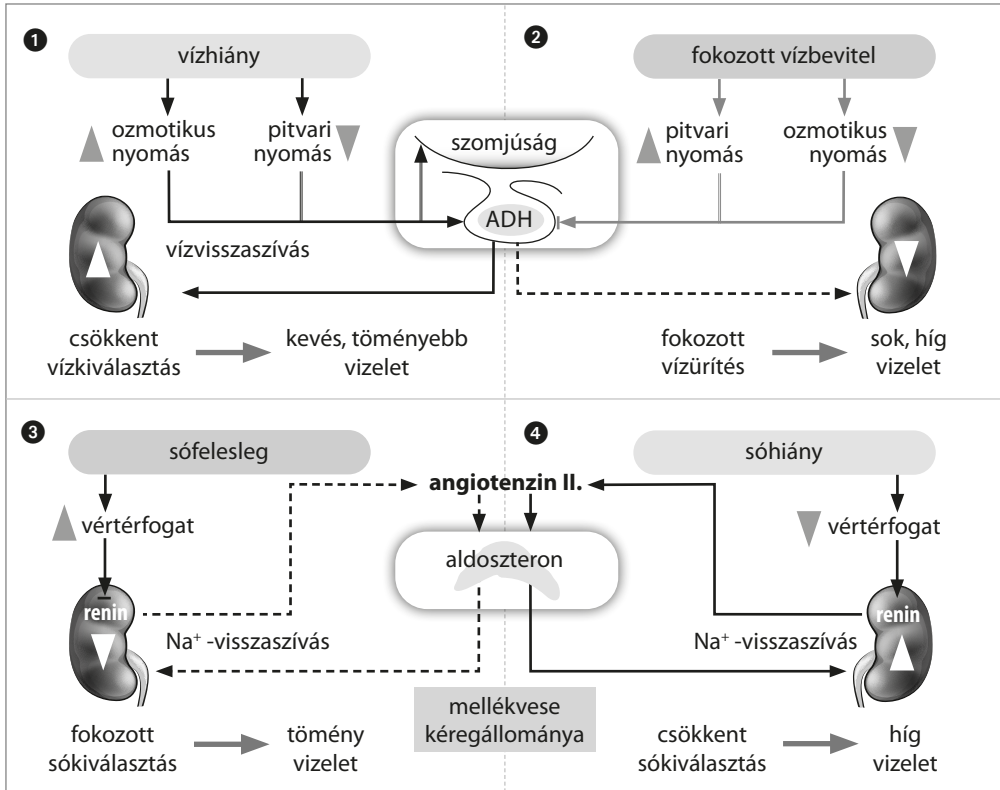 1
vízhiány
ozmotikus
nyomás
pitvari
nyomás
vízvisszaszívás
csökkent
vízkiválasztás
kevés, töményebb
vizelet
szomjúság
ADH
2
fokozott vízbevitel
pitvari
nyomás
ozmotikus
nyomás
fokozott
vízürítés
sok, híg
vizelet
3
sófelesleg
vértérfogat
renin
Na⁺ -visszaszívás
fokozott
sókiválasztás
tömény
vizelet
angiotenzin II.
aldoszteron
mellékvese
kéregállománya
4
sóhiány
vértérfogat
renin
Na⁺ -visszaszívás
csökkent
sókiválasztás
híg
vizelet